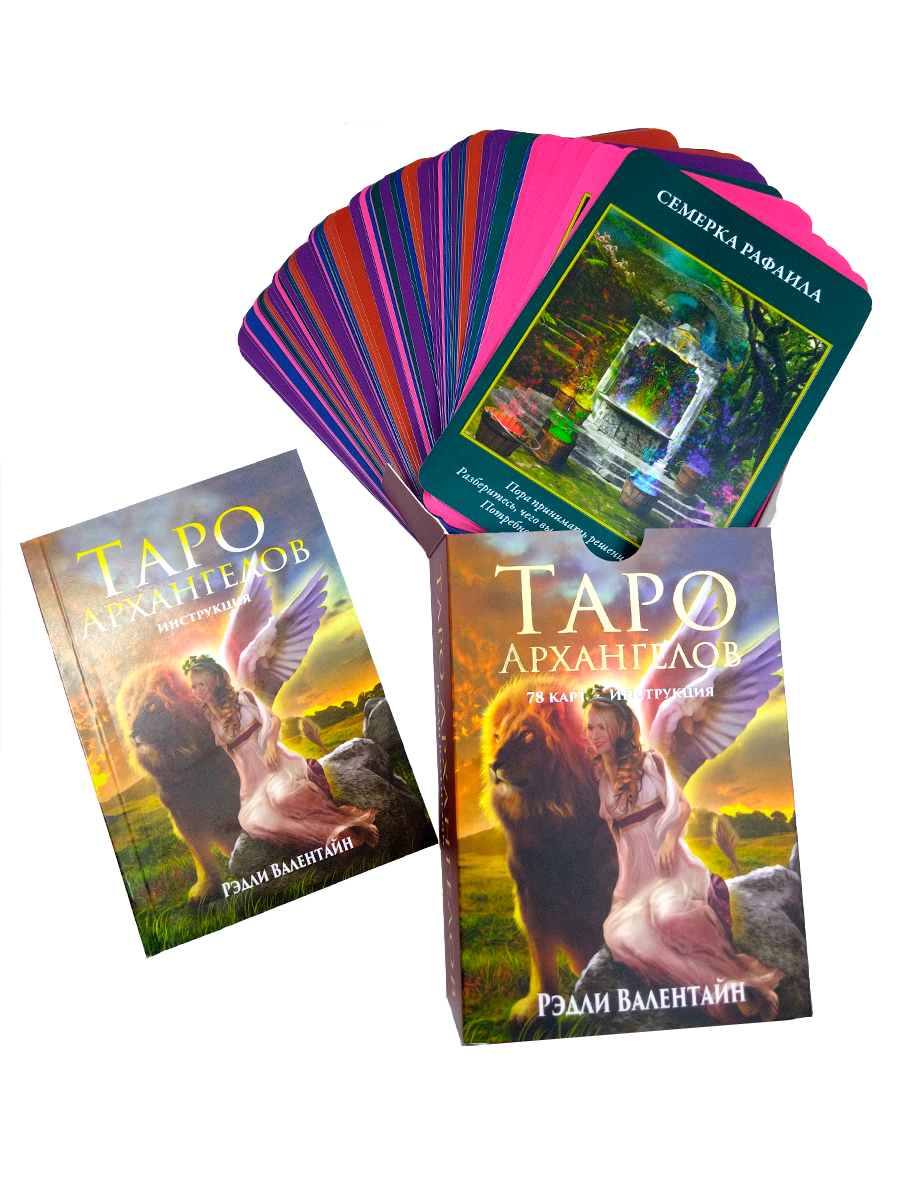 СЕМЕРКА РАФАИЛА
Пора принимать решени
Разберитесь, чего вы
Потребно
ТАРО
АРХАНГЕЛОВ
ИНСТРУКЦИЯ
РЭДЛИ ВАЛЕНТАЙН
ТАРО
АРХАНГЕЛОВ
78 КАРТ ИНСТРУКЦИЯ
РЭДЛИ ВАЛЕНТАЙН